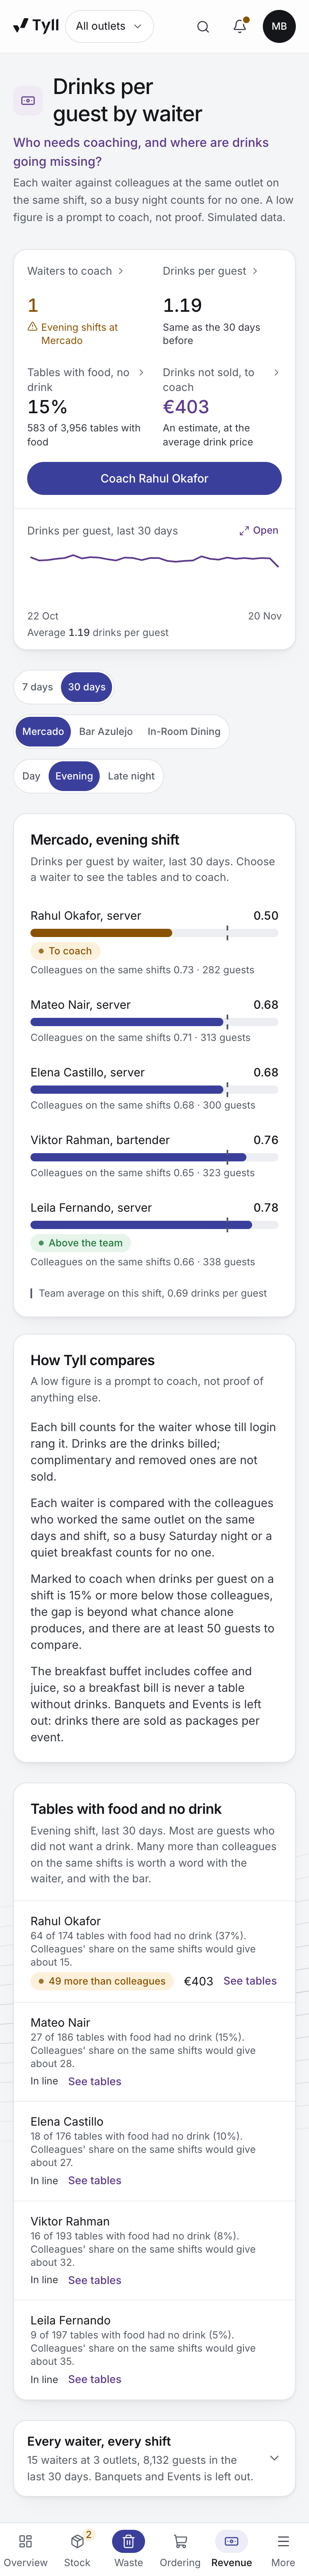 Tyll
All outlets
MB
Drinks per
guest by waiter
Who needs coaching, and where are drinks
going missing?
Each waiter against colleagues at the same outlet on
the same shift, so a busy night counts for no one. A low
figure is a prompt to coach, not proof. Simulated data.
Waiters to coach
1
Evening shifts at
Mercado
Drinks per guest
1.19
Same as the 30 days
before
Tables with food, no
drink
15%
583 of 3,956 tables with
food
Drinks not sold, to
coach
€403
An estimate, at the
average drink price
Coach Rahul Okafor
Drinks per guest, last 30 days
Open
22 Oct
20 Nov
Average 1.19 drinks per guest
7 days
30 days
Mercado
Bar Azulejo
In-Room Dining
Day
Evening
Late night
Mercado, evening shift
Drinks per guest by waiter, last 30 days. Choose
a waiter to see the tables and to coach.
Rahul Okafor, server
0.50
To coach
Colleagues on the same shifts 0.73 · 282 guests
Mateo Nair, server
0.68
Colleagues on the same shifts 0.71 · 313 guests
Elena Castillo, server
0.68
Colleagues on the same shifts 0.68 · 300 guests
Viktor Rahman, bartender
0.76
Colleagues on the same shifts 0.65 · 323 guests
Leila Fernando, server
0.78
Above the team
Colleagues on the same shifts 0.66 · 338 guests
Team average on this shift, 0.69 drinks per guest
How Tyll compares
A low figure is a prompt to coach, not proof of
anything else.
Each bill counts for the waiter whose till login
rang it. Drinks are the drinks billed;
complimentary and removed ones are not
sold.
Each waiter is compared with the colleagues
who worked the same outlet on the same
days and shift, so a busy Saturday night or a
quiet breakfast counts for no one.
Marked to coach when drinks per guest on a
shift is 15% or more below those colleagues,
the gap is beyond what chance alone
produces, and there are at least 50 guests to
compare.
The breakfast buffet includes coffee and
juice, so a breakfast bill is never a table
without drinks. Banquets and Events is left
out: drinks there are sold as packages per
event.
Tables with food and no drink
Evening shift, last 30 days. Most are guests who
did not want a drink. Many more than colleagues
on the same shifts is worth a word with the
waiter, and with the bar.
Rahul Okafor
64 of 174 tables with food had no drink (37%).
Colleagues' share on the same shifts would give
about 15.
49 more than colleagues
€403
See tables
Mateo Nair
27 of 186 tables with food had no drink (15%).
Colleagues' share on the same shifts would give
about 28.
In line
See tables
Elena Castillo
18 of 176 tables with food had no drink (10%).
Colleagues' share on the same shifts would give
about 27.
In line
See tables
Viktor Rahman
16 of 193 tables with food had no drink (8%).
Colleagues' share on the same shifts would give
about 32.
In line
See tables
Leila Fernando
9 of 197 tables with food had no drink (5%).
Colleagues' share on the same shifts would give
about 35.
In line
See tables
Every waiter, every shift
15 waiters at 3 outlets, 8,132 guests in the
last 30 days. Banquets and Events is left out.
2
Overview
Stock
Waste
Ordering
Revenue
More